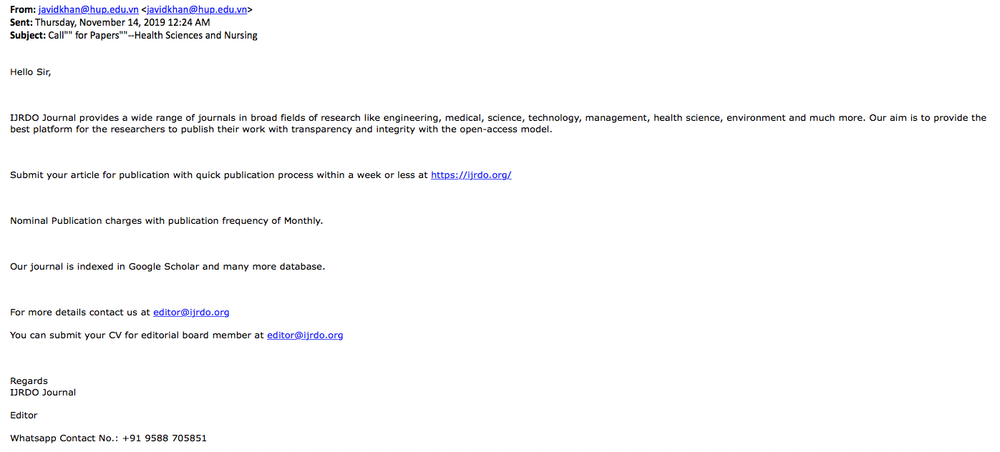 From: javidkhan@hup.edu.vn <javidkhan@hup.edu.vn>
Sent: Thursday, November 14, 2019 12:24 AM
Subject: Call"" for Papers""--Health Sciences and Nursing
Hello Sir,
IJRDO Journal provides a wide range of journals in broad fields of research like engineering, medical, science, technology, management, health science, environment and much more. Our aim is to provide the
best platform for the researchers to publish their work with transparency and integrity with the open-access model.
Submit your article for publication with quick publication process within a week or less at https://ijrdo.org/
Nominal Publication charges with publication frequency of Monthly.
Our journal is indexed in Google Scholar and many more database.
For more details contact us at editor@ijrdo.org
You can submit your CV for editorial board member at editor@ijrdo.org
Regards
IJRDO Journal
Editor
Whatsapp Contact No.: +91 9588 705851